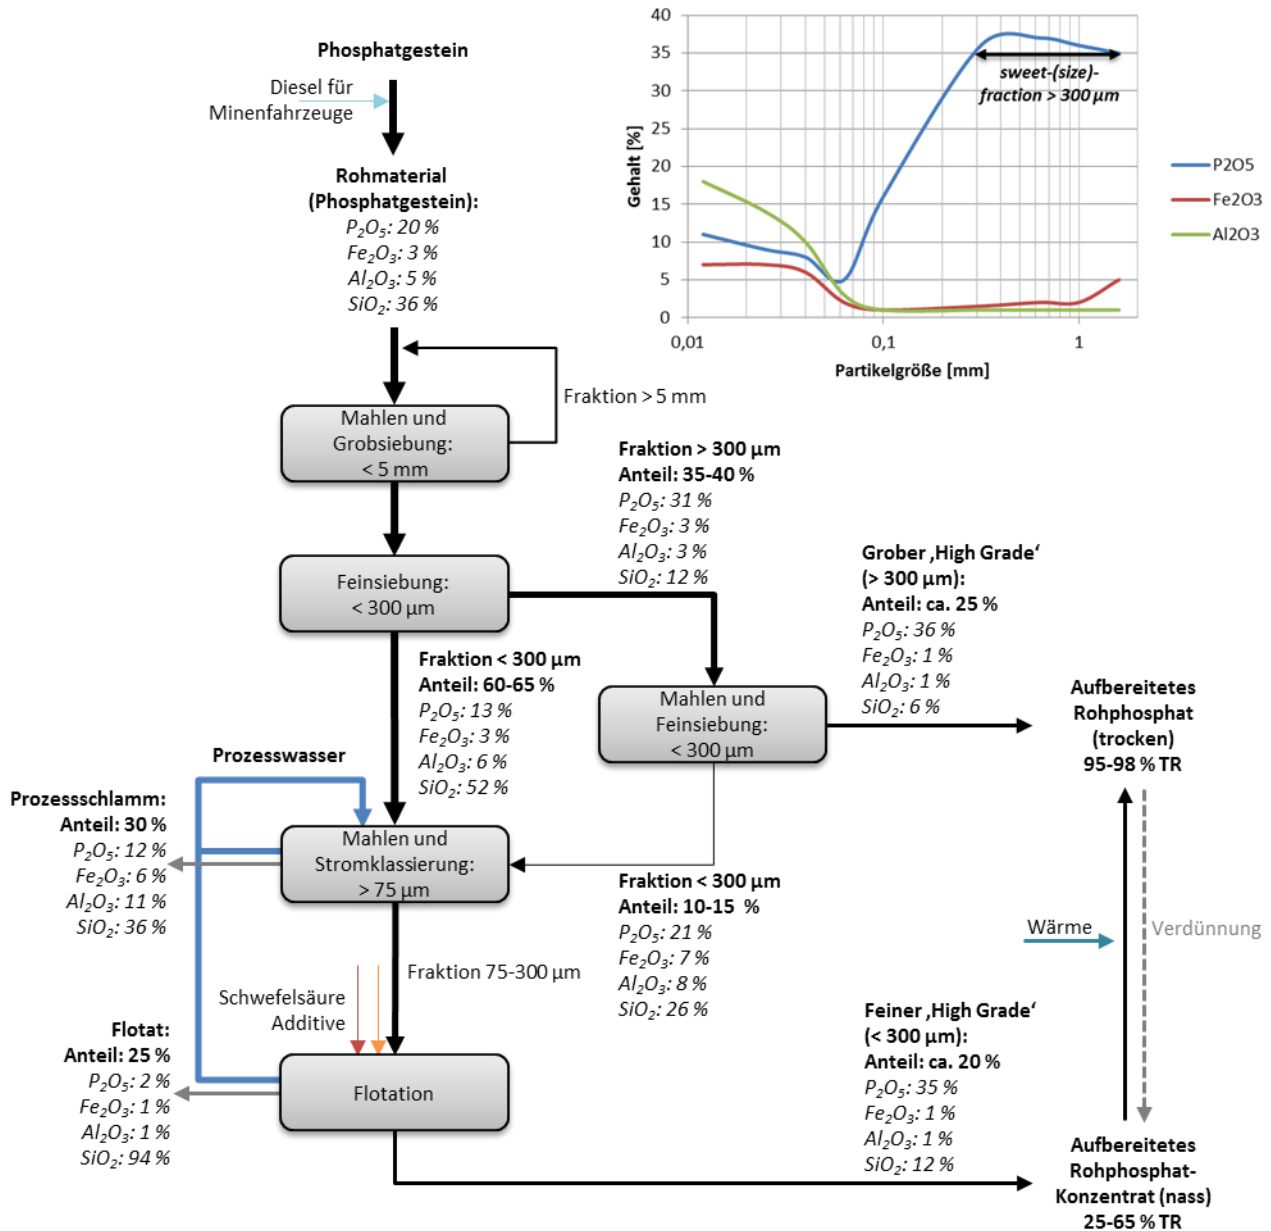 Phosphatgestein
Diesel für
Minenfahrzeuge
Rohmaterial
(Phosphatgestein):
P₂O₅: 20 %
Fe₂O₃: 3 %
Al₂O₃: 5 %
SiO₂: 36 %
40
35
30
25
20
15
10
5
0
Gehalt [%]
sweet-(size)-
fraction > 300 µm
0,01
0,1
1
Partikelgröße [mm]
P2O5
Fe2O3
Al2O3
Fraktion > 5 mm
Mahlen und
Grobsiebung:
< 5 mm
Fraktion > 300 µm
Anteil: 35-40 %
P₂O₅: 31 %
Fe₂O₃: 3 %
Al₂O₃: 3 %
SiO₂: 12 %
Feinsiebung:
< 300 µm
Grober ‚High Grade‘
(> 300 µm):
Anteil: ca. 25 %
P₂O₅: 36 %
Fe₂O₃: 1 %
Al₂O₃: 1 %
SiO₂: 6 %
Fraktion < 300 µm
Anteil: 60-65 %
P₂O₅: 13 %
Fe₂O₃: 3 %
Al₂O₃: 6 %
SiO₂: 52 %
Mahlen und
Feinsiebung:
< 300 µm
Aufbereitetes
Rohphosphat
(trocken)
95-98 % TR
Prozesswasser
Prozessschlamm:
Anteil: 30 %
P₂O₅: 12 %
Fe₂O₃: 6 %
Al₂O₃: 11 %
SiO₂: 36 %
Mahlen und
Stromklassierung:
> 75 µm
Fraktion < 300 µm
Anteil: 10-15 %
P₂O₅: 21 %
Fe₂O₃: 7 %
Al₂O₃: 8 %
SiO₂: 26 %
Wärme
Verdünnung
Fraktion 75-300 µm
Schwefelsäure
Additive
Flotat:
Anteil: 25 %
P₂O₅: 2 %
Fe₂O₃: 1 %
Al₂O₃: 1 %
SiO₂: 94 %
Flotation
Feiner ‚High Grade‘
(< 300 µm):
Anteil: ca. 20 %
P₂O₅: 35 %
Fe₂O₃: 1 %
Al₂O₃: 1 %
SiO₂: 12 %
Aufbereitetes
Rohphosphat-
Konzentrat (nass)
25-65 % TR